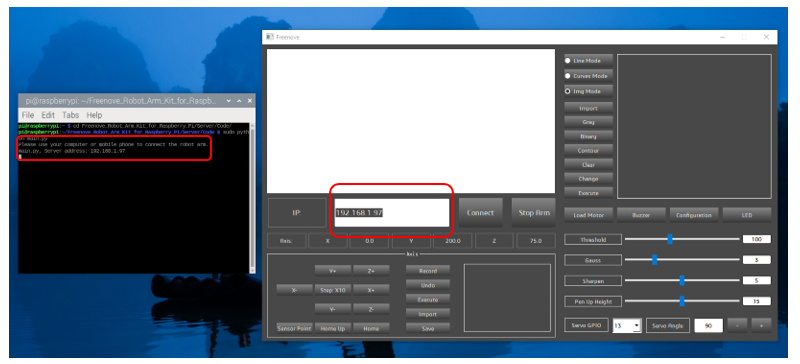 pi@raspberrypi: ~/Freenove_Robot_Arm_Kit_for_Raspb...
File Edit Tabs Help
pi@raspberrypi:~ $ cd Freenove_Robot_Arm_Kit_for_Raspberry_Pi/Server/Code/
pi@raspberrypi:~/Freenove_Robot_Arm_Kit_for_Raspberry_Pi/Server/Code $ sudo pyth
on main.py
Please use your computer or mobile phone to connect the robot arm.
main.py, Server address: 192.168.1.97
Freenove
Line Mode
Curves Mode
Img Mode
Import
Gray
Binary
Contour
Clear
Change
Execute
IP:
192.168.1.97
Connect
Stop Arm
Load Motor
Buzzer
Configuration
LED
Axis:
X
0.0
Y
200.0
Z
75.0
Threshold
100
Axis
Gauss
3
Y+
Z+
Record
Sharpen
5
X-
Step X10
X+
Undo
Execute
Pen Up Height
15
Y-
Z-
Import
Sensor Point
Home Up
Home
Save
Servo GPIO
13
Servo Angle
90
-
+